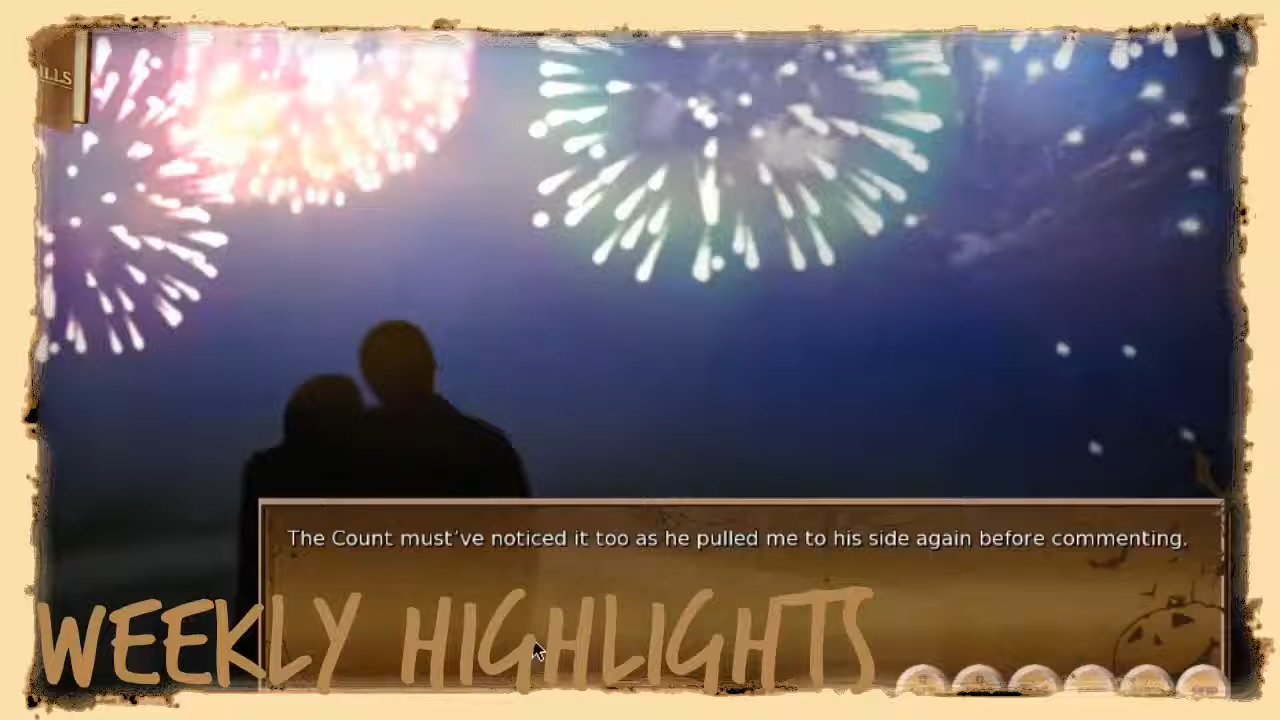 The Count must've noticed it too as he pulled me to his side again before commenting.
WEEKLY HIGHLIGHTS